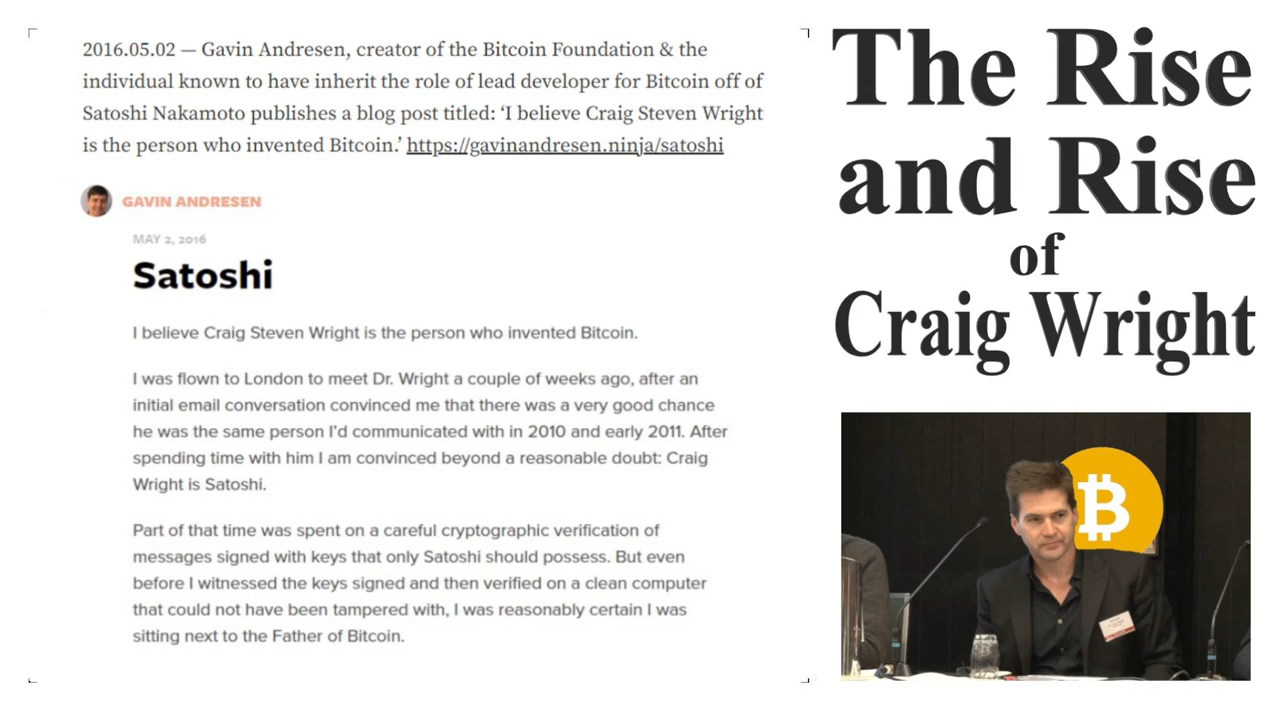 2016.05.02 — Gavin Andresen, creator of the Bitcoin Foundation & the
individual known to have inherit the role of lead developer for Bitcoin off of
Satoshi Nakamoto publishes a blog post titled: ‘I believe Craig Steven Wright
is the person who invented Bitcoin.’ https://gavinandresen.ninja/satoshi
GAVIN ANDRESEN
MAY 2, 2016
Satoshi
I believe Craig Steven Wright is the person who invented Bitcoin.
I was flown to London to meet Dr. Wright a couple of weeks ago, after an
initial email conversation convinced me that there was a very good chance
he was the same person I’d communicated with in 2010 and early 2011. After
spending time with him I am convinced beyond a reasonable doubt: Craig
Wright is Satoshi.
Part of that time was spent on a careful cryptographic verification of
messages signed with keys that only Satoshi should possess. But even
before I witnessed the keys signed and then verified on a clean computer
that could not have been tampered with, I was reasonably certain I was
sitting next to the Father of Bitcoin.
The Rise
and Rise
of
Craig Wright